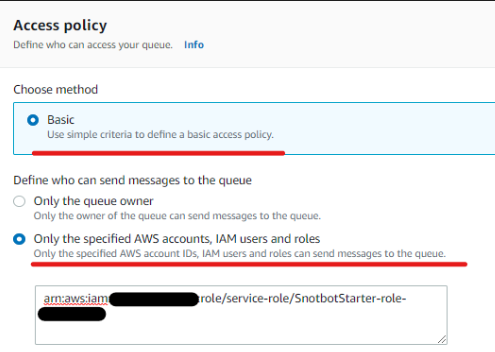 Access policy
Define who can access your queue. Info
Choose method
Basic
Use simple criteria to define a basic access policy.
Define who can send messages to the queue
Only the queue owner
Only the owner of the queue can send messages to the queue.
Only the specified AWS accounts, IAM users and roles
Only the specified AWS account IDs, IAM users and roles can send messages to the queue.
arn:aws:iam :role/service-role/SnotbotStarter-role-